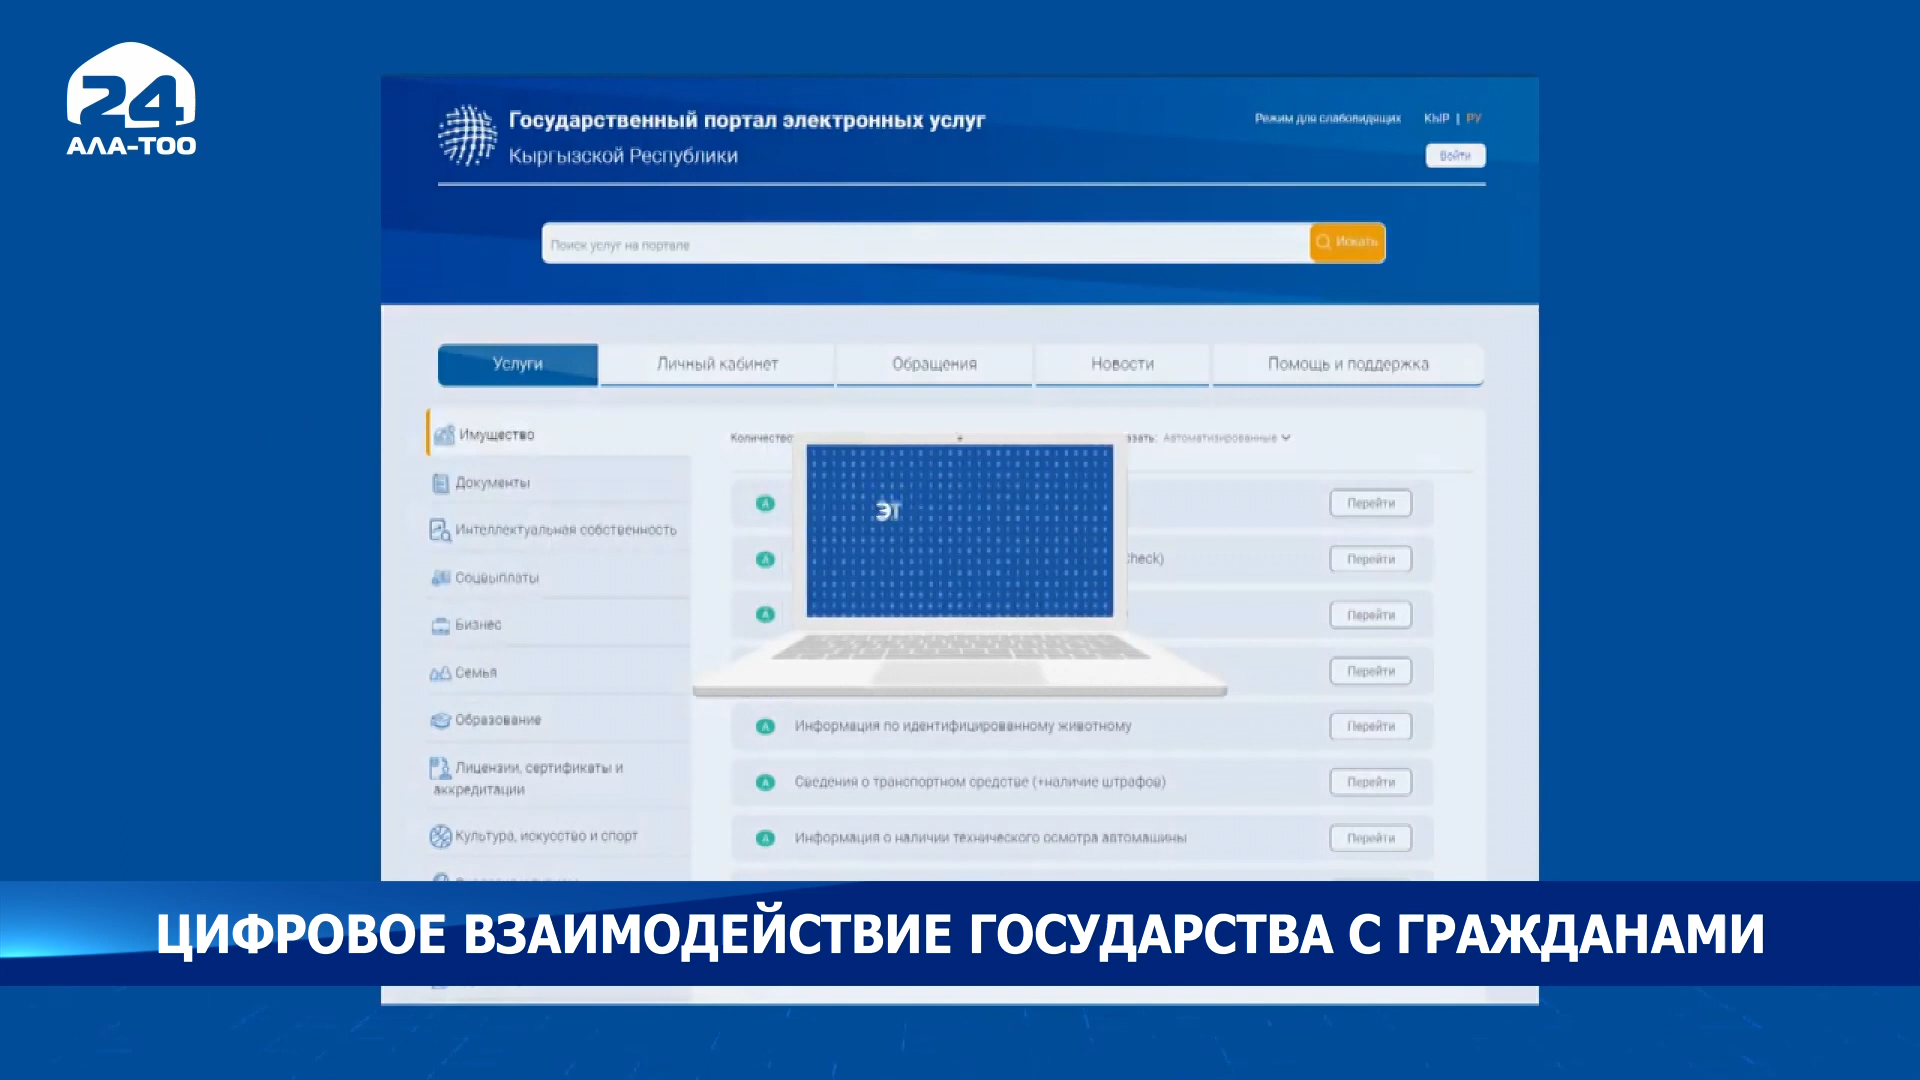 24
АЛА-ТОО
Государственный портал электронных услуг
Кыргызской Республики
Режим для слабовидящих
КЫР | РУ
Войти
Поиск услуг на портале
Искать
Услуги
Личный кабинет
Обращения
Новости
Помощь и поддержка
Имущество
Документы
Интеллектуальная собственность
Соцвыплаты
Бизнес
Семья
Образование
Лицензии, сертификаты и
аккредитации
Культура, искусство и спорт
Автоматизированные
ЭТ
A
Перейти
A
check)
Перейти
A
Перейти
Перейти
A Информация по идентифицированному животному Перейти
A Сведения о транспортном средстве (+наличие штрафов) Перейти
A Информация о наличии технического осмотра автомашины Перейти
ЦИФРОВОЕ ВЗАИМОДЕЙСТВИЕ ГОСУДАРСТВА С ГРАЖДАНАМИ